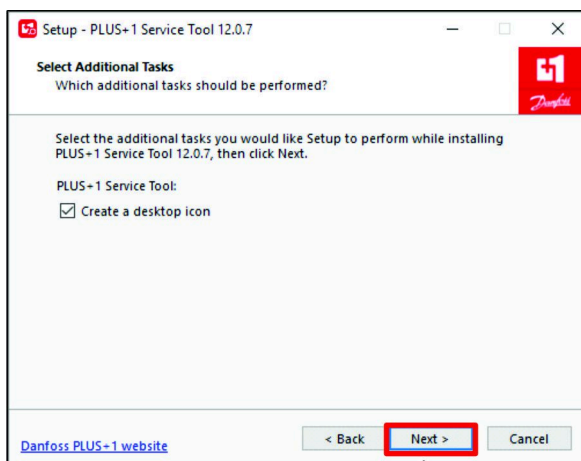 Setup - PLUS+1 Service Tool 12.0.7
Select Additional Tasks
Which additional tasks should be performed?
Danfoss
Select the additional tasks you would like Setup to perform while installing
PLUS+1 Service Tool 12.0.7, then click Next.
PLUS+1 Service Tool:
Create a desktop icon
Danfoss PLUS+1 website
< Back
Next >
Cancel